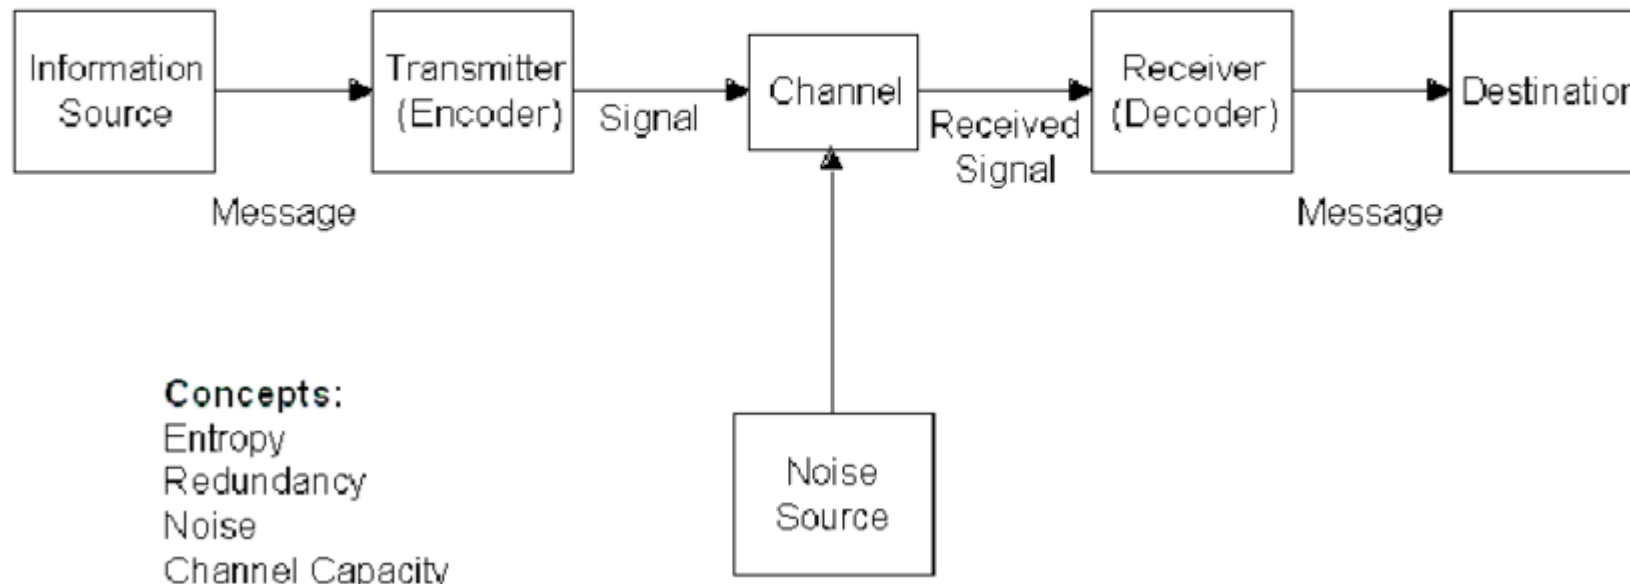 Information
Source
Transmitter
(Encoder)
Channel
Receiver
(Decoder)
Destination
Signal
Received
Signal
Message
Message
Concepts:
Entropy
Redundancy
Noise
Channel Capacity
Noise
Source